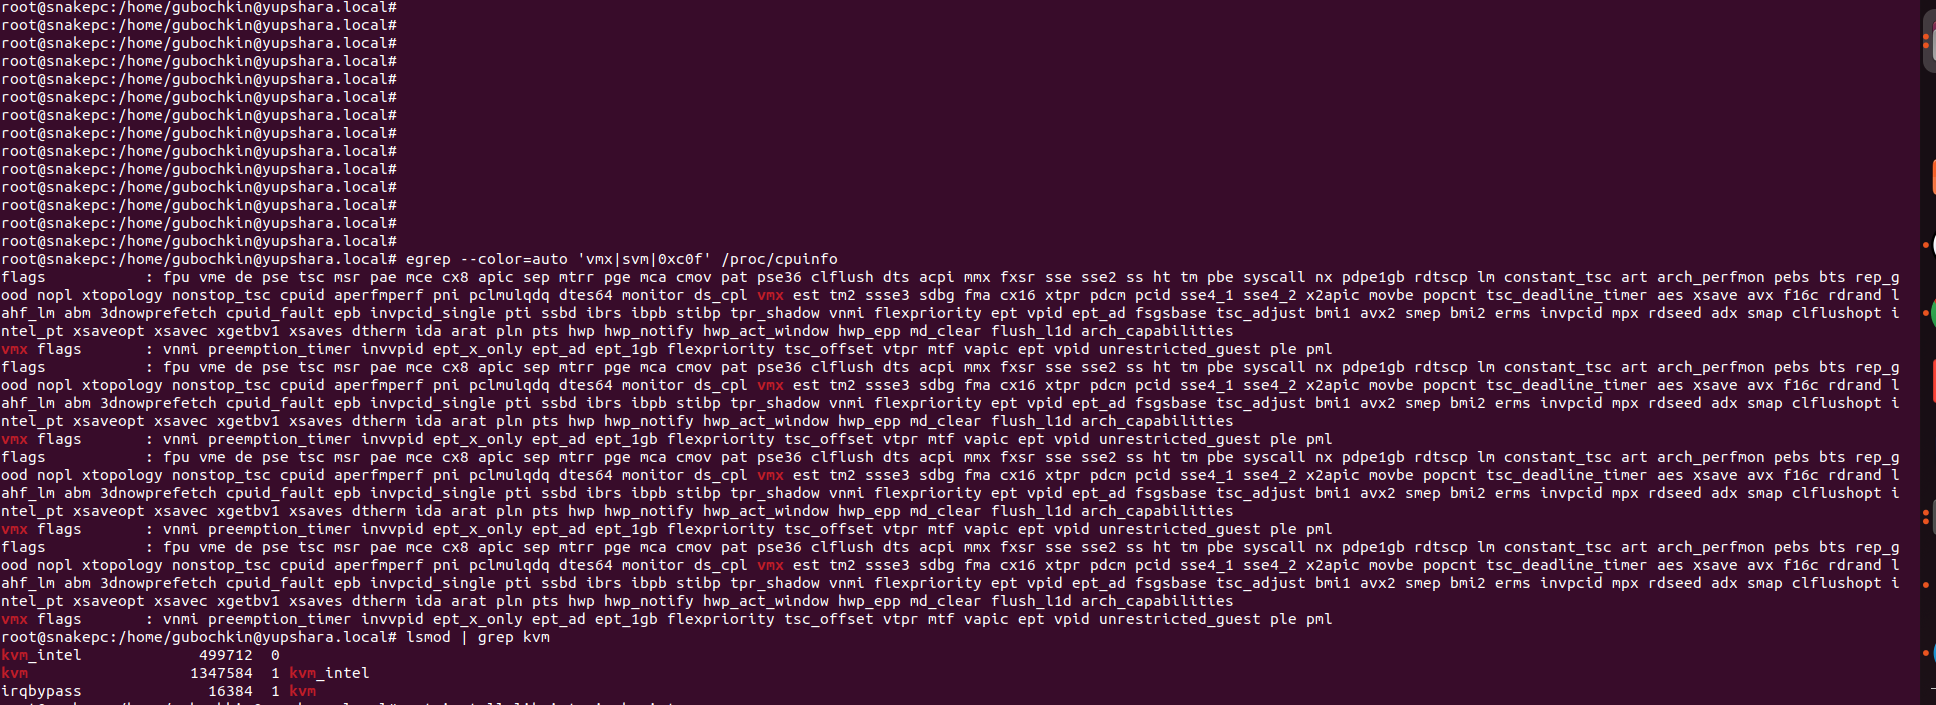 root@snakepc:/home/gubochkin@yupshara.local#
root@snakepc:/home/gubochkin@yupshara.local#
root@snakepc:/home/gubochkin@yupshara.local#
root@snakepc:/home/gubochkin@yupshara.local#
root@snakepc:/home/gubochkin@yupshara.local#
root@snakepc:/home/gubochkin@yupshara.local#
root@snakepc:/home/gubochkin@yupshara.local#
root@snakepc:/home/gubochkin@yupshara.local#
root@snakepc:/home/gubochkin@yupshara.local#
root@snakepc:/home/gubochkin@yupshara.local#
root@snakepc:/home/gubochkin@yupshara.local#
root@snakepc:/home/gubochkin@yupshara.local#
root@snakepc:/home/gubochkin@yupshara.local#
root@snakepc:/home/gubochkin@yupshara.local#
root@snakepc:/home/gubochkin@yupshara.local# egrep --color=auto 'vmx|svm|0xc0f' /proc/cpuinfo
flags : fpu vme de pse tsc msr pae mce cx8 apic sep mtrr pge mca cmov pat pse36 clflush dts acpi mmx fxsr sse sse2 ss ht tm pbe syscall nx pdpe1gb rdtscp lm constant_tsc art arch_perfmon pebs bts rep_g
ood nopl xtopology nonstop_tsc cpuid aperfmperf pni pclmulqdq dtes64 monitor ds_cpl vmx est tm2 ssse3 sdbg fma cx16 xtpr pdcm pcid sse4_1 sse4_2 x2apic movbe popcnt tsc_deadline_timer aes xsave avx f16c rdrand l
ahf_lm abm 3dnowprefetch cpuid_fault epb invpcid_single pti ssbd ibrs ibpb stibp tpr_shadow vnmi flexpriority ept vpid ept_ad fsgsbase tsc_adjust bmi1 avx2 smep bmi2 erms invpcid mpx rdseed adx smap clflushopt i
ntel_pt xsaveopt xsavec xgetbv1 xsaves dtherm ida arat pln pts hwp hwp_notify hwp_act_window hwp_epp md_clear flush_l1d arch_capabilities
vmx flags : vnmi preemption_timer invvpid ept_x_only ept_ad ept_1gb flexpriority tsc_offset vtpr mtf vapic ept vpid unrestricted_guest ple pml
flags : fpu vme de pse tsc msr pae mce cx8 apic sep mtrr pge mca cmov pat pse36 clflush dts acpi mmx fxsr sse sse2 ss ht tm pbe syscall nx pdpe1gb rdtscp lm constant_tsc art arch_perfmon pebs bts rep_g
ood nopl xtopology nonstop_tsc cpuid aperfmperf pni pclmulqdq dtes64 monitor ds_cpl vmx est tm2 ssse3 sdbg fma cx16 xtpr pdcm pcid sse4_1 sse4_2 x2apic movbe popcnt tsc_deadline_timer aes xsave avx f16c rdrand l
ahf_lm abm 3dnowprefetch cpuid_fault epb invpcid_single pti ssbd ibrs ibpb stibp tpr_shadow vnmi flexpriority ept vpid ept_ad fsgsbase tsc_adjust bmi1 avx2 smep bmi2 erms invpcid mpx rdseed adx smap clflushopt i
ntel_pt xsaveopt xsavec xgetbv1 xsaves dtherm ida arat pln pts hwp hwp_notify hwp_act_window hwp_epp md_clear flush_l1d arch_capabilities
vmx flags : vnmi preemption_timer invvpid ept_x_only ept_ad ept_1gb flexpriority tsc_offset vtpr mtf vapic ept vpid unrestricted_guest ple pml
flags : fpu vme de pse tsc msr pae mce cx8 apic sep mtrr pge mca cmov pat pse36 clflush dts acpi mmx fxsr sse sse2 ss ht tm pbe syscall nx pdpe1gb rdtscp lm constant_tsc art arch_perfmon pebs bts rep_g
ood nopl xtopology nonstop_tsc cpuid aperfmperf pni pclmulqdq dtes64 monitor ds_cpl vmx est tm2 ssse3 sdbg fma cx16 xtpr pdcm pcid sse4_1 sse4_2 x2apic movbe popcnt tsc_deadline_timer aes xsave avx f16c rdrand l
ahf_lm abm 3dnowprefetch cpuid_fault epb invpcid_single pti ssbd ibrs ibpb stibp tpr_shadow vnmi flexpriority ept vpid ept_ad fsgsbase tsc_adjust bmi1 avx2 smep bmi2 erms invpcid mpx rdseed adx smap clflushopt i
ntel_pt xsaveopt xsavec xgetbv1 xsaves dtherm ida arat pln pts hwp hwp_notify hwp_act_window hwp_epp md_clear flush_l1d arch_capabilities
vmx flags : vnmi preemption_timer invvpid ept_x_only ept_ad ept_1gb flexpriority tsc_offset vtpr mtf vapic ept vpid unrestricted_guest ple pml
flags : fpu vme de pse tsc msr pae mce cx8 apic sep mtrr pge mca cmov pat pse36 clflush dts acpi mmx fxsr sse sse2 ss ht tm pbe syscall nx pdpe1gb rdtscp lm constant_tsc art arch_perfmon pebs bts rep_g
ood nopl xtopology nonstop_tsc cpuid aperfmperf pni pclmulqdq dtes64 monitor ds_cpl vmx est tm2 ssse3 sdbg fma cx16 xtpr pdcm pcid sse4_1 sse4_2 x2apic movbe popcnt tsc_deadline_timer aes xsave avx f16c rdrand l
ahf_lm abm 3dnowprefetch cpuid_fault epb invpcid_single pti ssbd ibrs ibpb stibp tpr_shadow vnmi flexpriority ept vpid ept_ad fsgsbase tsc_adjust bmi1 avx2 smep bmi2 erms invpcid mpx rdseed adx smap clflushopt i
ntel_pt xsaveopt xsavec xgetbv1 xsaves dtherm ida arat pln pts hwp hwp_notify hwp_act_window hwp_epp md_clear flush_l1d arch_capabilities
vmx flags : vnmi preemption_timer invvpid ept_x_only ept_ad ept_1gb flexpriority tsc_offset vtpr mtf vapic ept vpid unrestricted_guest ple pml
root@snakepc:/home/gubochkin@yupshara.local# lsmod | grep kvm
kvm_intel 499712 0
kvm 1347584 1 kvm_intel
irqbypass 16384 1 kvm